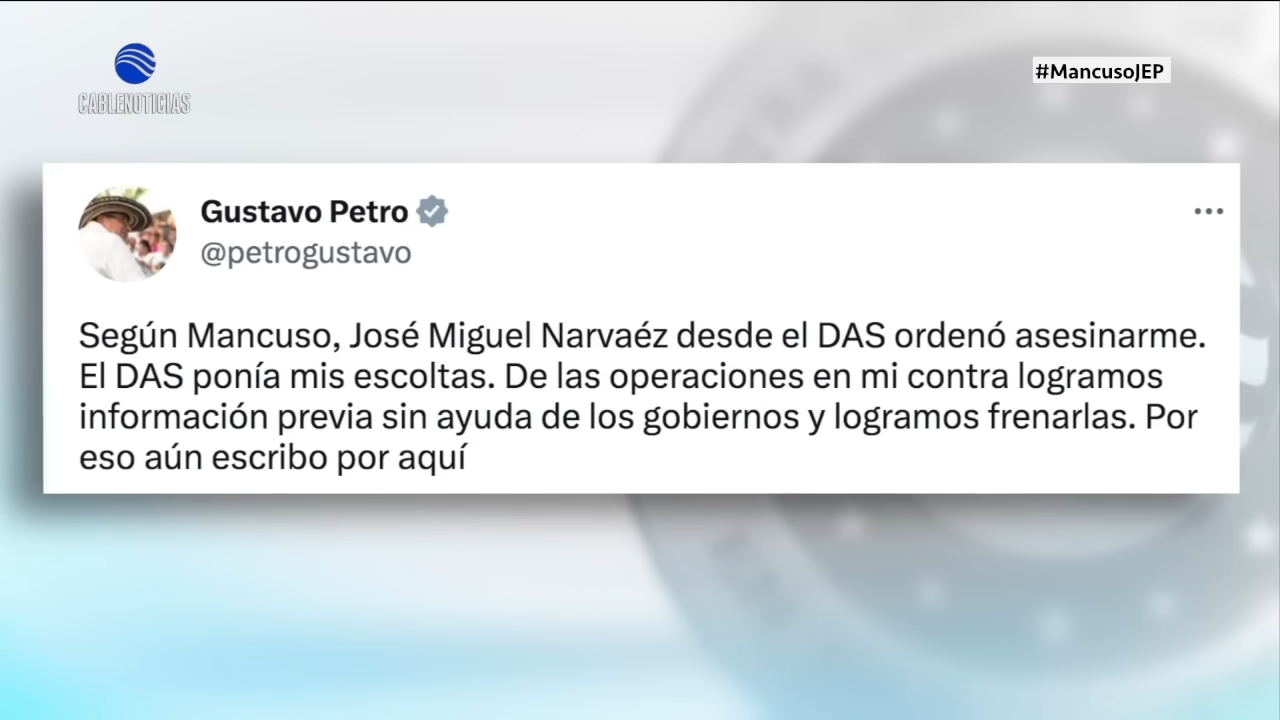 CABLENOTICIAS
#MancusoJEP
Gustavo Petro
@petrogustavo
Según Mancuso, José Miguel Narvaéz desde el DAS ordenó asesinarme.
El DAS ponía mis escoltas. De las operaciones en mi contra logramos
información previa sin ayuda de los gobiernos y logramos frenarlas. Por
eso aún escribo por aquí